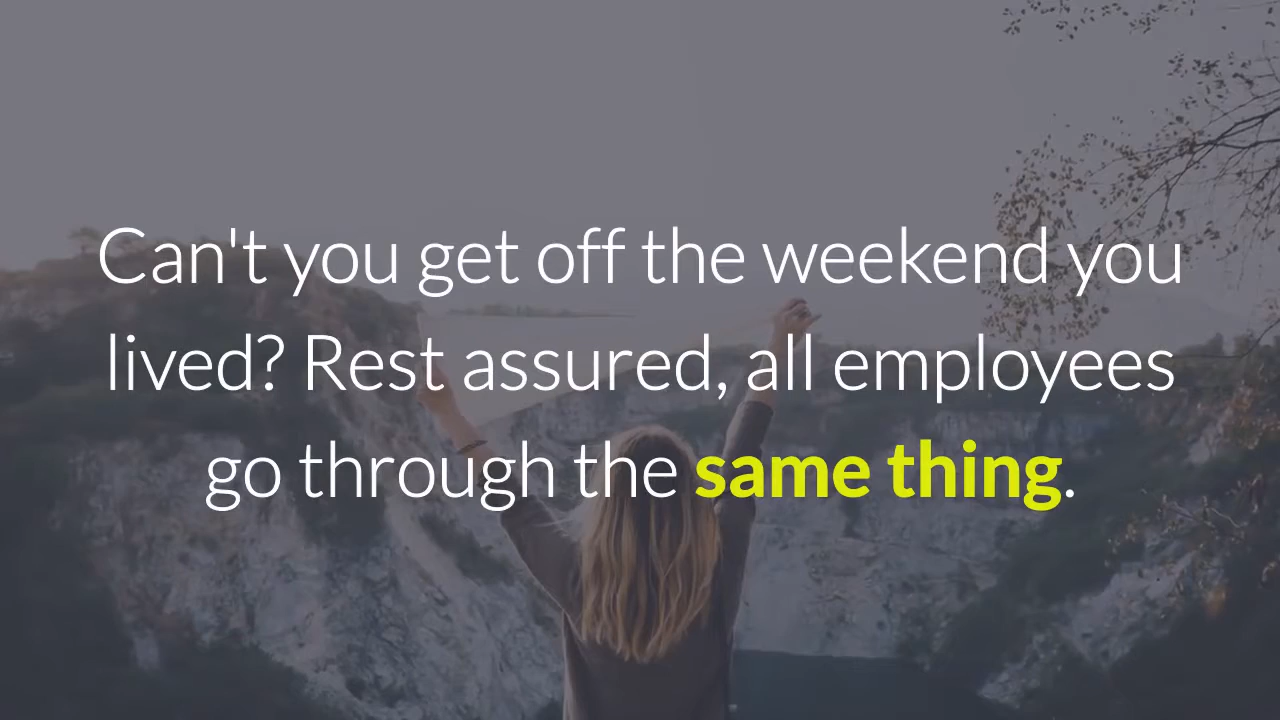 Can't you get off the weekend you
lived? Rest assured, all employees
go through the same thing.